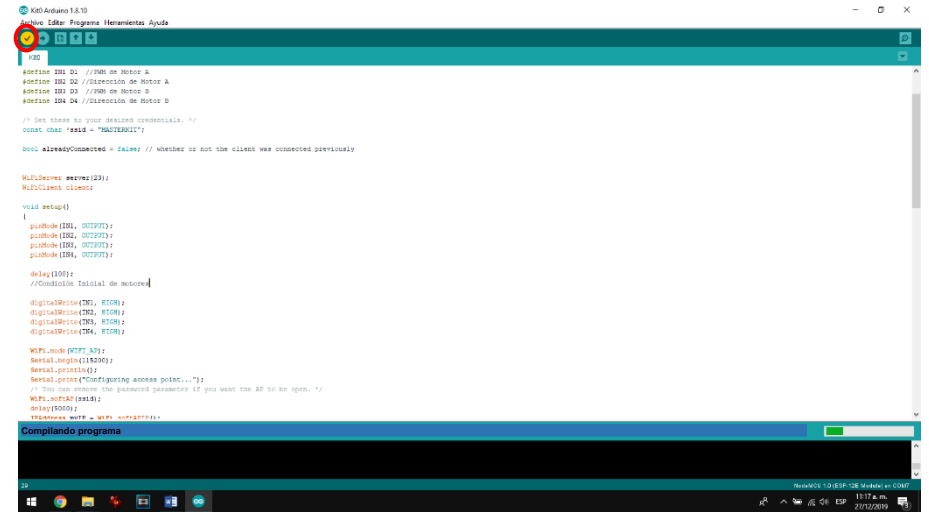 Kit0 Arduino 1.8.10
Archivo Editar Programa Herramientas Ayuda
Kit0
#define IN1 D1 //PWM de Motor A
#define IN2 D2 //Dirección de Motor A
#define IN3 D3 //PWM de Motor B
#define IN4 D4 //Dirección de Motor B
/* Set these to your desired credentials. */
const char *ssid = "MASTERKIT";
bool alreadyConnected = false; // whether or not the client was connected previously
WiFiServer server(23);
WiFiClient client;
void setup()
{
pinMode(IN1, OUTPUT);
pinMode(IN2, OUTPUT);
pinMode(IN3, OUTPUT);
pinMode(IN4, OUTPUT);
delay(100);
//Condición Inicial de motores
digitalWrite(IN1, HIGH);
digitalWrite(IN2, HIGH);
digitalWrite(IN3, HIGH);
digitalWrite(IN4, HIGH);
WiFi.mode(WIFI_AP);
Serial.begin(115200);
Serial.println();
Serial.print("Configuring access point...");
/* You can remove the password parameter if you want the AP to be open. */
WiFi.softAP(ssid);
delay(5000);
IPAddress myIP = WiFi.softAPIP();
Compilando programa
29
NodeMCU 1.0 (ESP-12E Module) en COM7
ESP
11:17 a. m.
27/12/2019
3